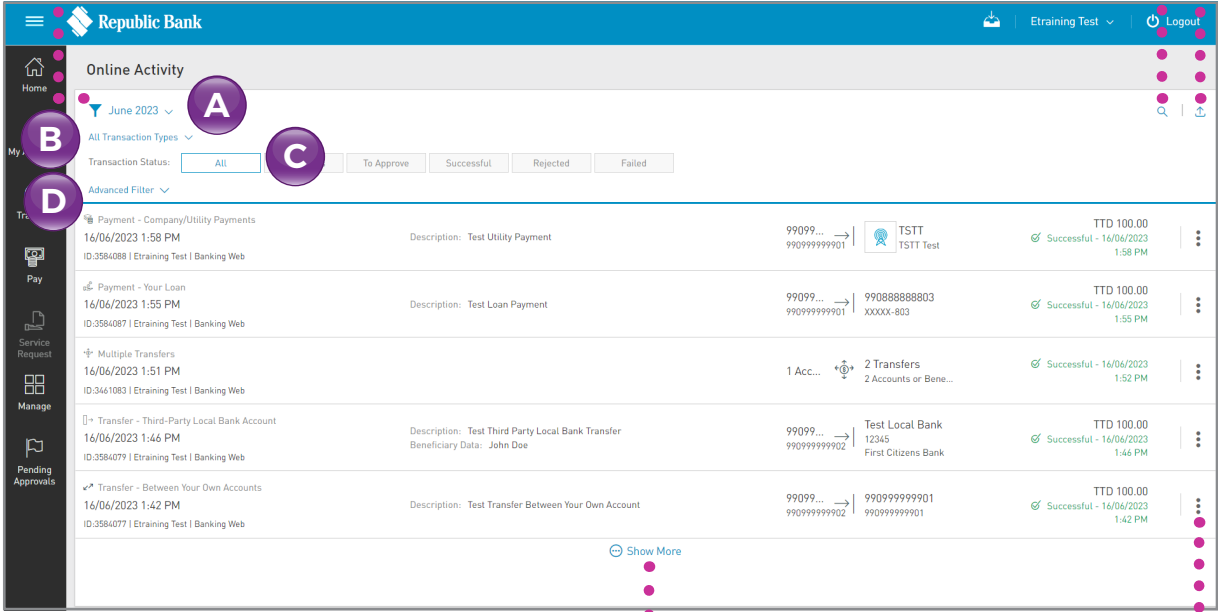 Republic Bank
Etraining Test
Logout
Home
Online Activity
June 2023
A
B
My
All Transaction Types
Transaction Status: All
C
To Approve Successful Rejected Failed
D
Advanced Filter
Payment - Company/Utility Payments
16/06/2023 1:58 PM
ID:3584088 | Etraining Test | Banking Web
Description: Test Utility Payment
99099...
990999999901
TSTT
TSTT Test
TTD 100.00
Successful - 16/06/2023
1:58 PM
Pay
Payment - Your Loan
16/06/2023 1:55 PM
ID:3584087 | Etraining Test | Banking Web
Description: Test Loan Payment
99099...
990999999901
990888888803
XXXXX-803
TTD 100.00
Successful - 16/06/2023
1:55 PM
Service
Request
Multiple Transfers
16/06/2023 1:51 PM
ID:3461083 | Etraining Test | Banking Web
1 Acc...
2 Transfers
2 Accounts or Bene...
Successful - 16/06/2023
1:52 PM
Manage
Transfer - Third-Party Local Bank Account
16/06/2023 1:46 PM
ID:3584079 | Etraining Test | Banking Web
Description: Test Third Party Local Bank Transfer
Beneficiary Data: John Doe
99099...
990999999902
Test Local Bank
12345
First Citizens Bank
TTD 100.00
Successful - 16/06/2023
1:46 PM
Pending
Approvals
Transfer - Between Your Own Accounts
16/06/2023 1:42 PM
ID:3584077 | Etraining Test | Banking Web
Description: Test Transfer Between Your Own Account
99099...
990999999902
990999999901
990999999901
TTD 100.00
Successful - 16/06/2023
1:42 PM
Show More